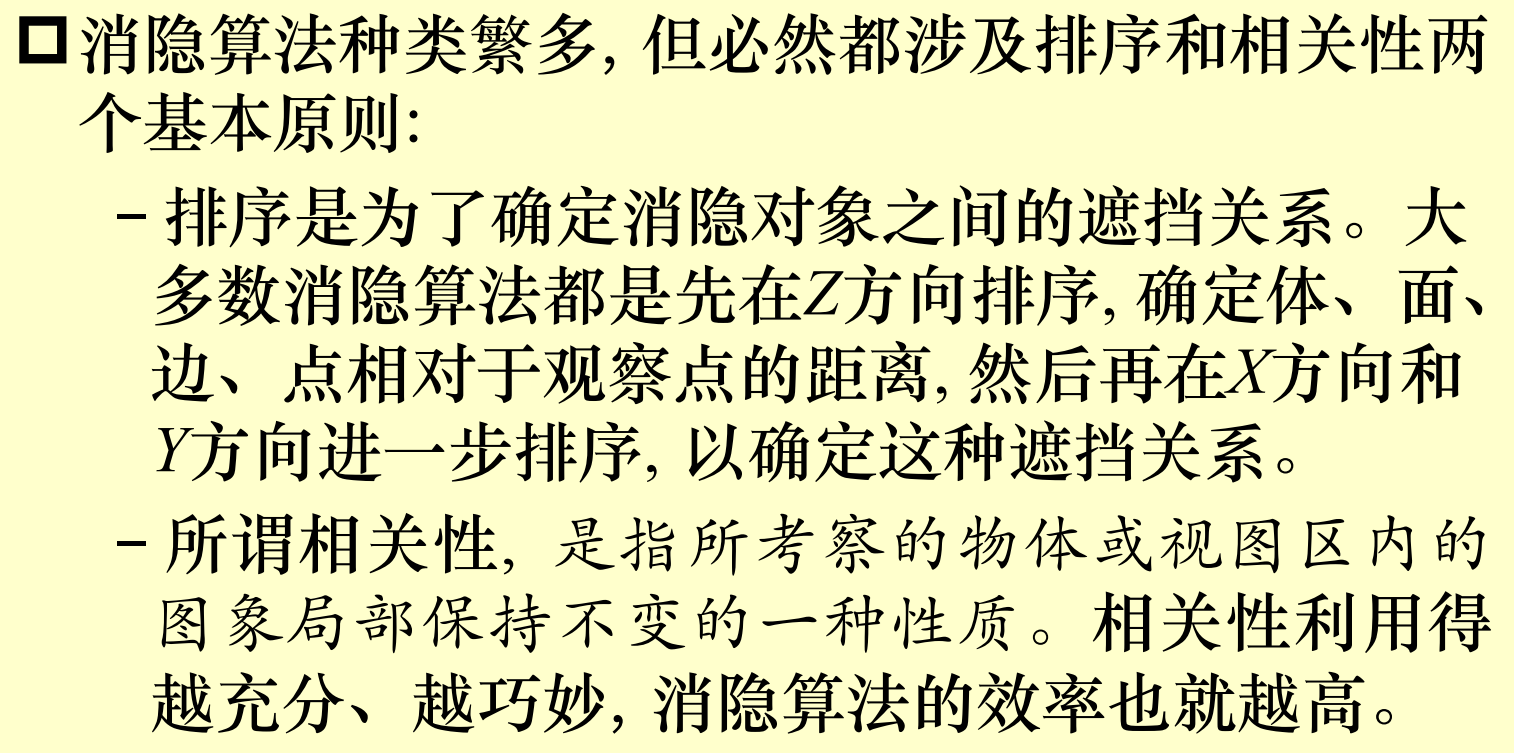 消隐算法种类繁多, 但必然都涉及排序和相关性两
个基本原则:
– 排序是为了确定消隐对象之间的遮挡关系。大
多数消隐算法都是先在Z方向排序, 确定体、面、
边、点相对于观察点的距离, 然后再在X方向和
Y方向进一步排序, 以确定这种遮挡关系。
– 所谓相关性, 是指所考察的物体或视图区内的
图象局部保持不变的一种性质。相关性利用得
越充分、越巧妙, 消隐算法的效率也就越高。